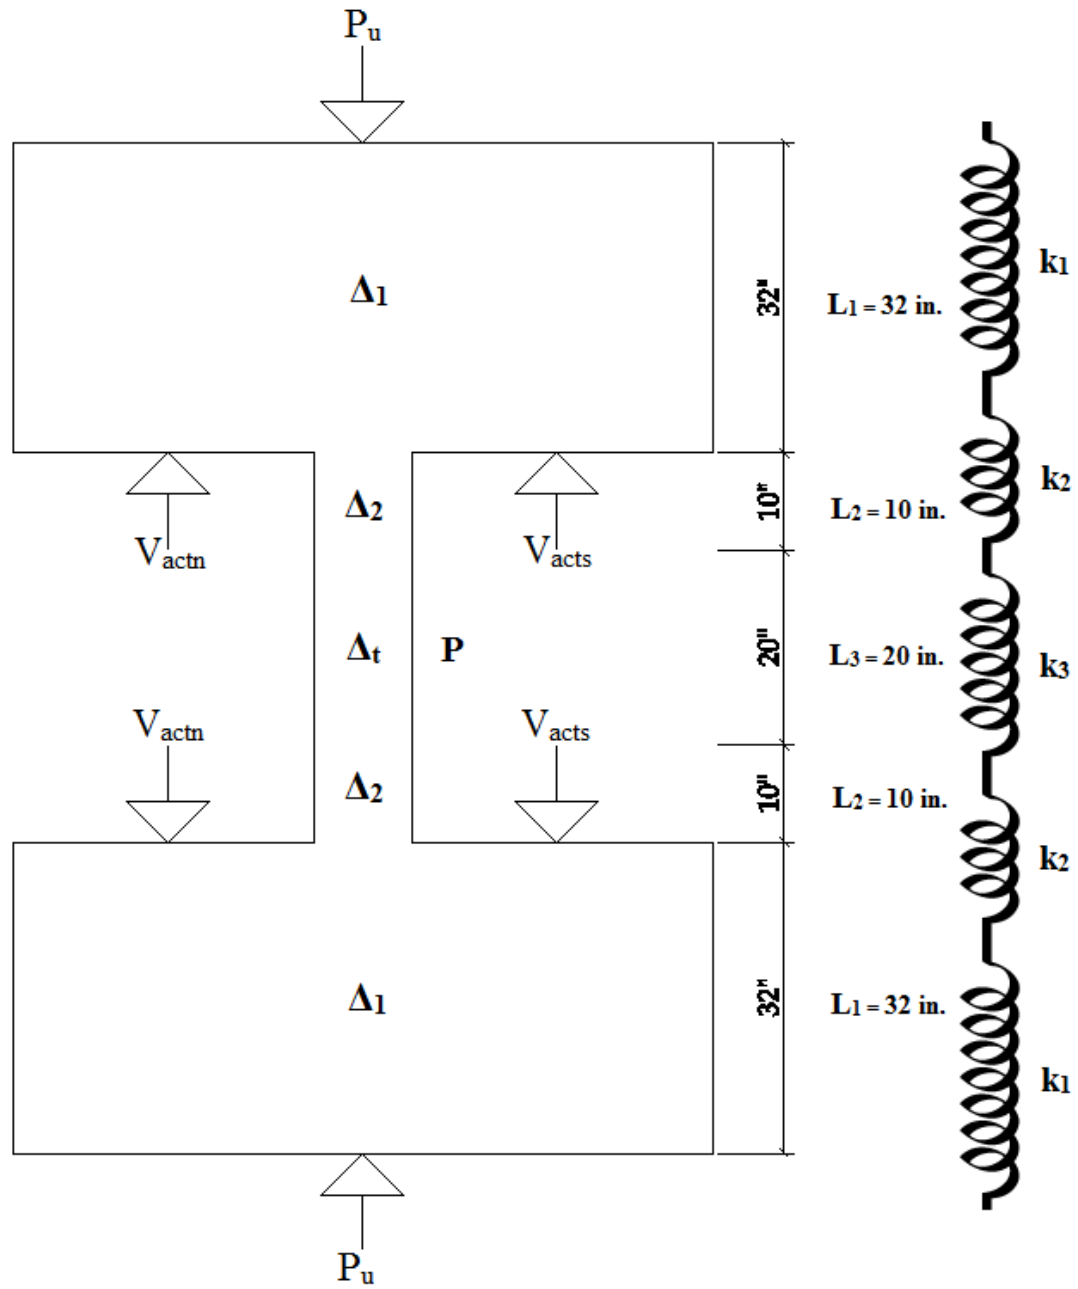 Pu
Δ1
32"
L1 = 32 in.
k1
Δ2
10"
L2 = 10 in.
k2
Vactn
Vacts
Δt
P
20"
L3 = 20 in.
k3
Vactn
Vacts
Δ2
10"
L2 = 10 in.
k2
Δ1
32"
L1 = 32 in.
k1
Pu